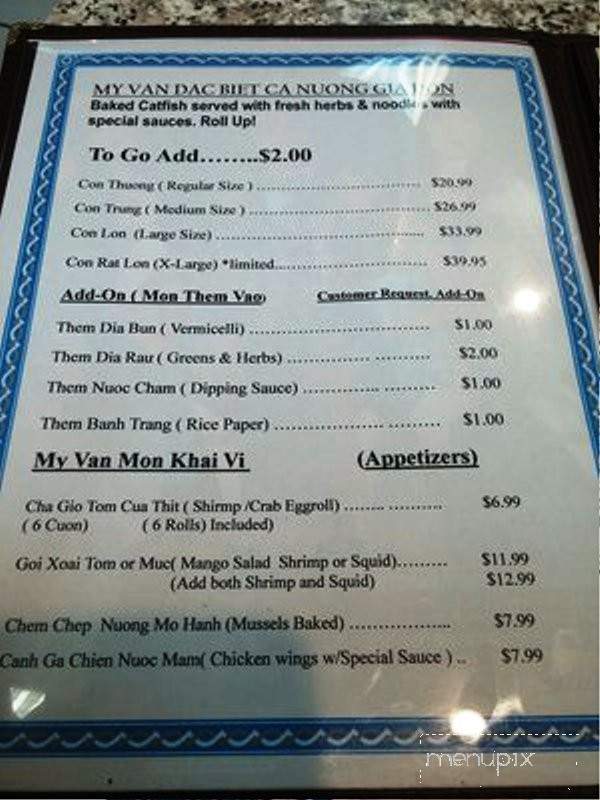 MY VAN DAC BIET CA NUONG GIA DON
Baked Catfish served with fresh herbs & noodles with
special sauces. Roll Up!
To Go Add........$2.00
Con Thuong ( Regular Size ) ........................................ $20.99
Con Trung ( Medium Size ) ........................................... $26.99
Con Lon (Large Size) .................................................. $33.99
Con Rat Lon (X-Large) *limited..................................... $39.95
Add-On ( Mon Them Vao) Customer Request, Add-On
Them Dia Bun ( Vermicelli) ................................. $1.00
Them Dia Rau ( Greens & Herbs) ............... .......... $2.00
Them Nuoc Cham ( Dipping Sauce) .............. .......... $1.00
Them Banh Trang ( Rice Paper) .................... ......... $1.00
My Van Mon Khai Vi (Appetizers)
Cha Gio Tom Cua Thit ( Shirmp /Crab Eggroll) ........ .......... $6.99
( 6 Cuon) ( 6 Rolls) Included)
Goi Xoai Tom or Muc( Mango Salad Shrimp or Squid)......... $11.99
(Add both Shrimp and Squid) $12.99
Chem Chep Nuong Mo Hanh (Mussels Baked) .................. $7.99
Canh Ga Chien Nuoc Mam( Chicken wings w/Special Sauce ) .. $7.99
menupix